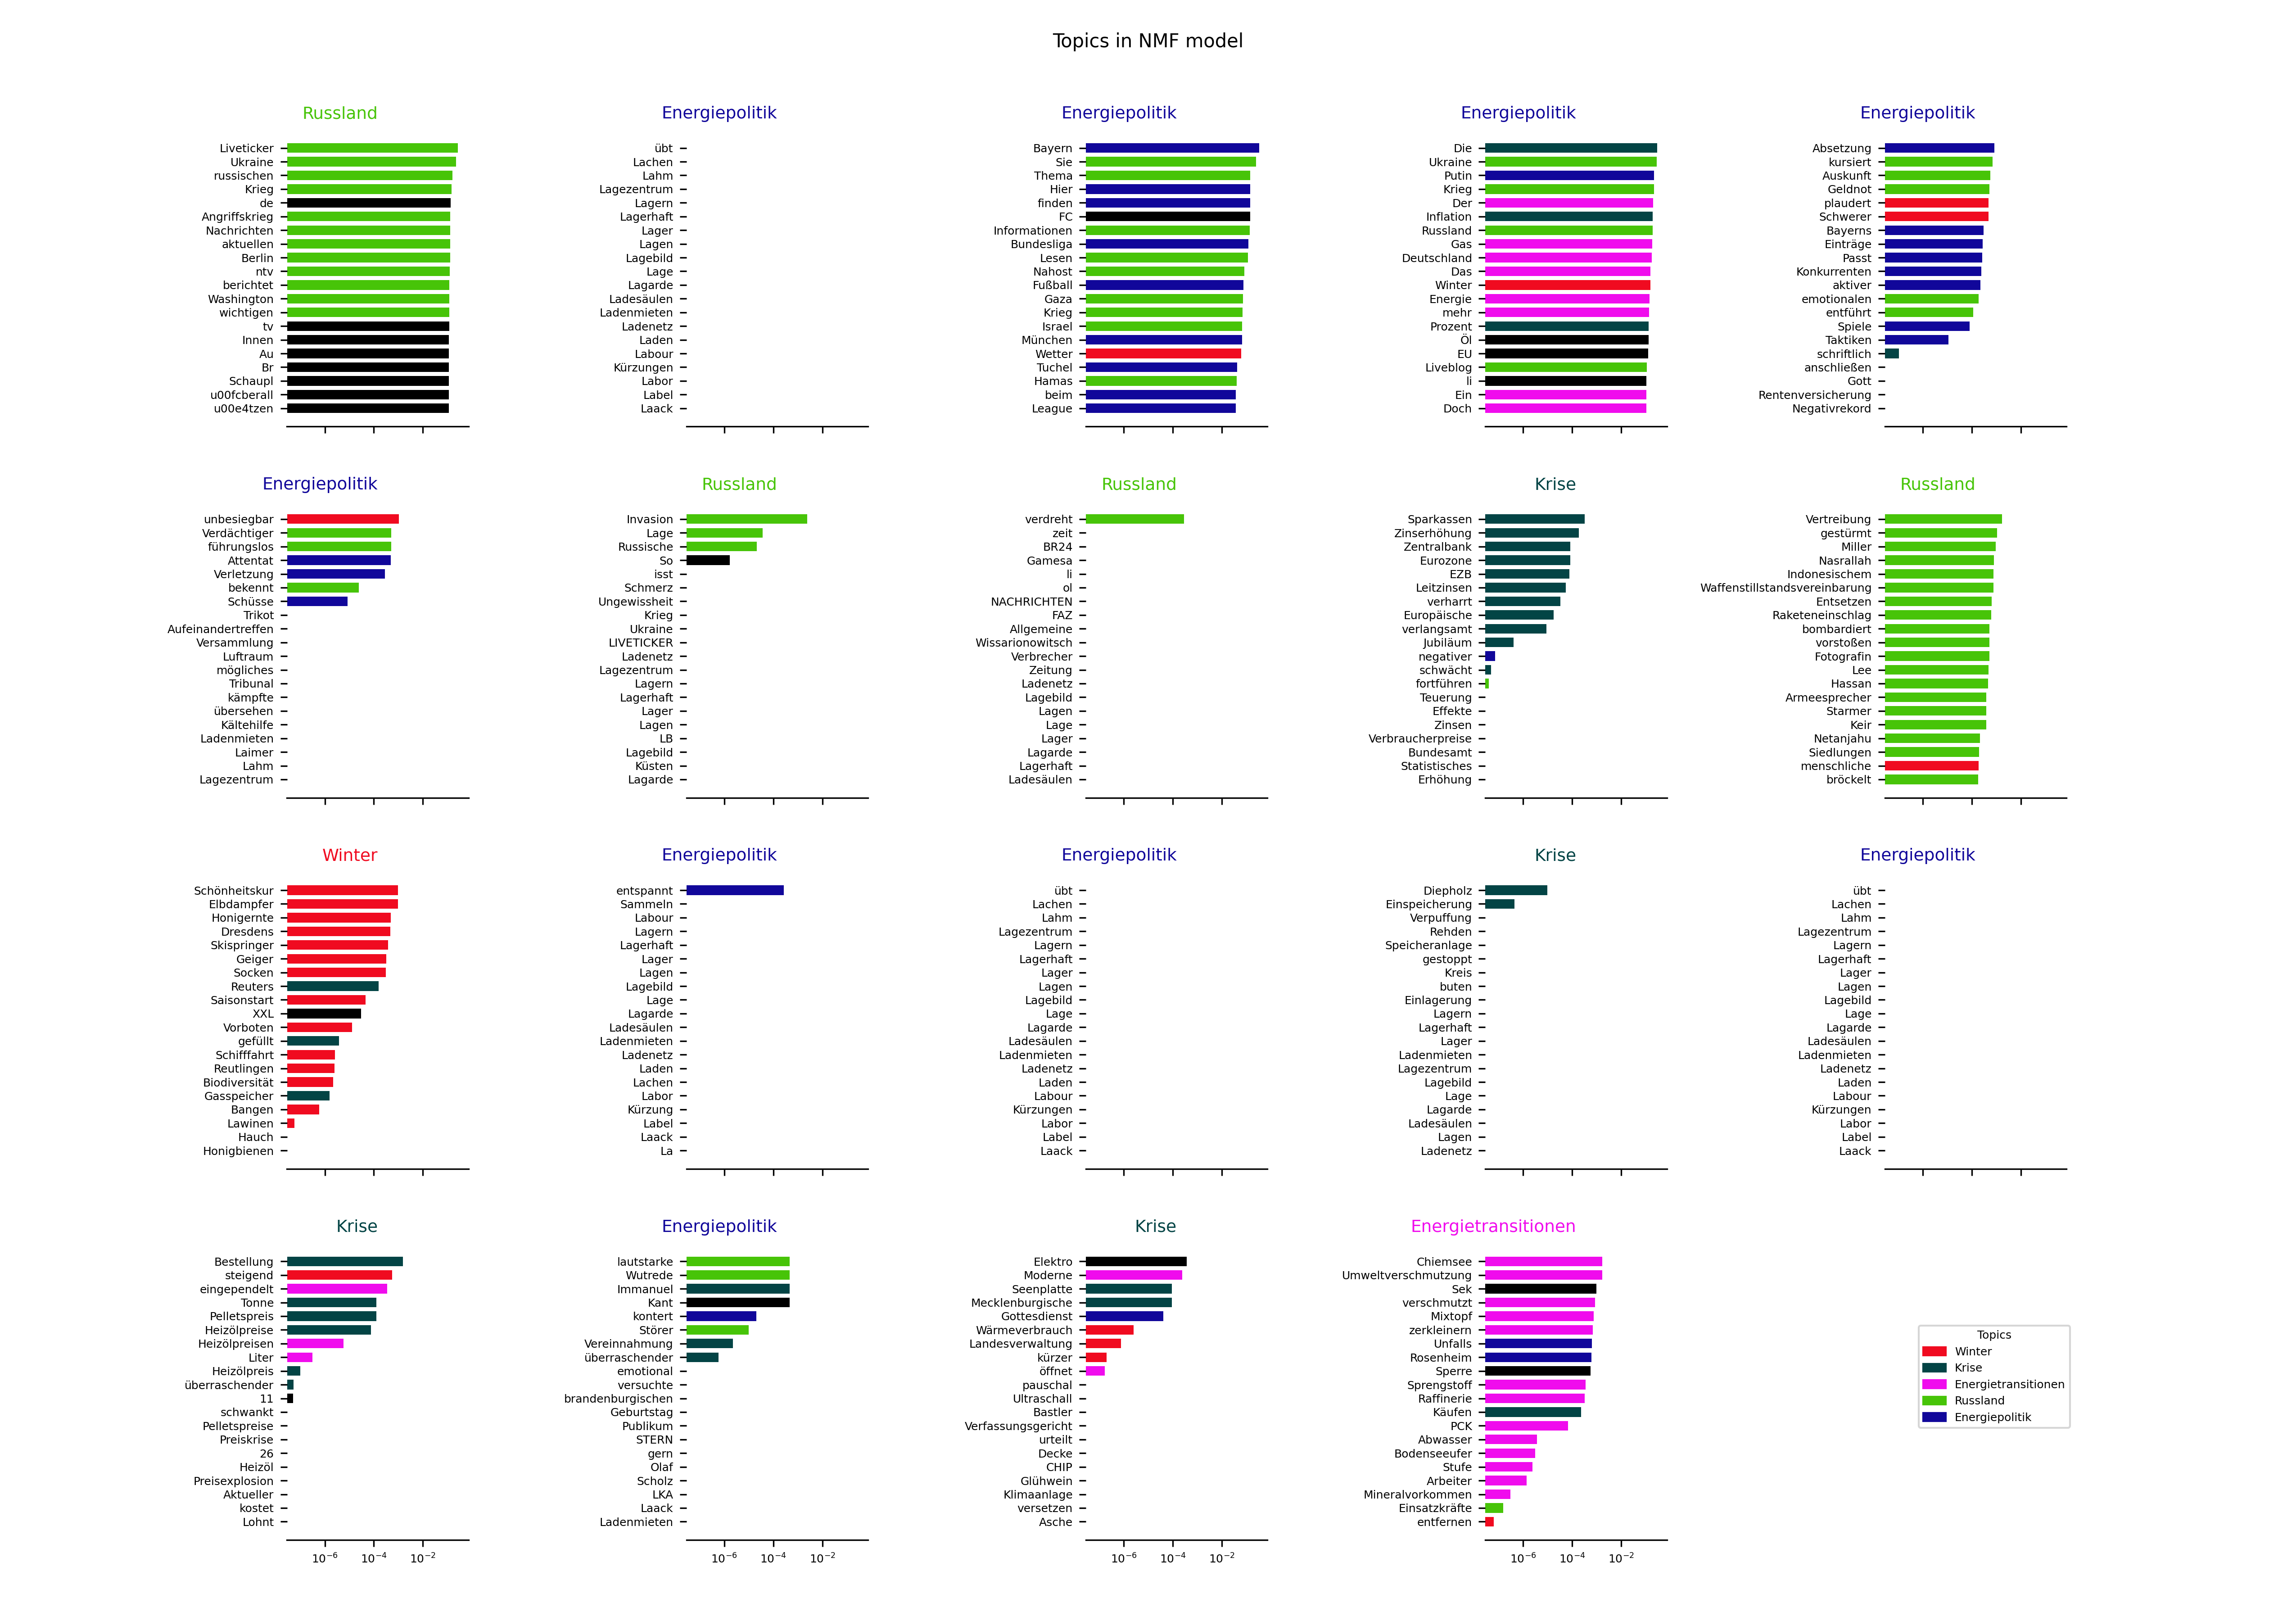 Topics in NMF model
Russland
Liveticker
Ukraine
russischen
Krieg
de
Angriffskrieg
Nachrichten
aktuellen
Berlin
ntv
berichtet
Washington
wichtigen
tv
Innen
Au
Br
Schaupl
u00fcberall
u00e4tzen
Energiepolitik
übt
Lachen
Lahm
Lagezentrum
Lagern
Lagerhaft
Lager
Lagen
Lagebild
Lage
Lagarde
Ladesäulen
Ladenmieten
Ladenetz
Laden
Labour
Kürzungen
Labor
Label
Laack
Energiepolitik
Bayern
Sie
Thema
Hier
finden
FC
Informationen
Bundesliga
Lesen
Nahost
Fußball
Gaza
Krieg
Israel
München
Wetter
Tuchel
Hamas
beim
League
Energiepolitik
Die
Ukraine
Putin
Krieg
Der
Inflation
Russland
Gas
Deutschland
Das
Winter
Energie
mehr
Prozent
Öl
EU
Liveblog
li
Ein
Doch
Energiepolitik
Absetzung
kursiert
Auskunft
Geldnot
plaudert
Schwerer
Bayerns
Einträge
Passt
Konkurrenten
aktiver
emotionalen
entführt
Spiele
Taktiken
schriftlich
anschließen
Gott
Rentenversicherung
Negativrekord
Energiepolitik
unbesiegbar
Verdächtiger
führungslos
Attentat
Verletzung
bekennt
Schüsse
Trikot
Aufeinandertreffen
Versammlung
Luftraum
mögliches
Tribunal
kämpfte
übersehen
Kältehilfe
Ladenmieten
Laimer
Lahm
Lagezentrum
Russland
Invasion
Lage
Russische
So
isst
Schmerz
Ungewissheit
Krieg
Ukraine
LIVETICKER
Ladenetz
Lagezentrum
Lagern
Lagerhaft
Lager
Lagen
LB
Lagebild
Küsten
Lagarde
Russland
verdreht
zeit
BR24
Gamesa
li
ol
NACHRICHTEN
FAZ
Allgemeine
Wissarionowitsch
Verbrecher
Zeitung
Ladenetz
Lagebild
Lagen
Lage
Lager
Lagarde
Lagerhaft
Ladesäulen
Krise
Sparkassen
Zinserhöhung
Zentralbank
Eurozone
EZB
Leitzinsen
verharrt
Europäische
verlangsamt
Jubiläum
negativer
schwächt
fortführen
Teuerung
Effekte
Zinsen
Verbraucherpreise
Bundesamt
Statistisches
Erhöhung
Russland
Vertreibung
gestürmt
Miller
Nasrallah
Indonesischem
Waffenstillstandsvereinbarung
Entsetzen
Raketeneinschlag
bombardiert
vorstoßen
Fotografin
Lee
Hassan
Armeesprecher
Starmer
Keir
Netanjahu
Siedlungen
menschliche
bröckelt
Winter
Schönheitskur
Elbdampfer
Honigernte
Dresdens
Skispringer
Geiger
Socken
Reuters
Saisonstart
XXL
Vorboten
gefüllt
Schifffahrt
Reutlingen
Biodiversität
Gasspeicher
Bangen
Lawinen
Hauch
Honigbienen
Energiepolitik
entspannt
Sammeln
Labour
Lagern
Lagerhaft
Lager
Lagen
Lagebild
Lage
Lagarde
Ladesäulen
Ladenmieten
Ladenetz
Laden
Lachen
Labor
Kürzung
Label
Laack
La
Energiepolitik
übt
Lachen
Lahm
Lagezentrum
Lagern
Lagerhaft
Lager
Lagen
Lagebild
Lage
Lagarde
Ladesäulen
Ladenmieten
Ladenetz
Laden
Labour
Kürzungen
Labor
Label
Laack
Krise
Diepholz
Einspeicherung
Verpuffung
Rehden
Speicheranlage
gestoppt
Kreis
buten
Einlagerung
Lagern
Lagerhaft
Lager
Ladenmieten
Lagezentrum
Lagebild
Lage
Lagarde
Ladesäulen
Lagen
Ladenetz
Energiepolitik
übt
Lachen
Lahm
Lagezentrum
Lagern
Lagerhaft
Lager
Lagen
Lagebild
Lage
Lagarde
Ladesäulen
Ladenmieten
Ladenetz
Laden
Labour
Kürzungen
Labor
Label
Laack
Krise
Bestellung
steigend
eingependelt
Tonne
Pelletspreis
Heizölpreise
Heizölpreisen
Liter
Heizölpreis
überraschender
11
schwankt
Pelletspreise
Preiskrise
26
Heizöl
Preisexplosion
Aktueller
kostet
Lohnt
10⁻⁶ 10⁻⁴ 10⁻²
Energiepolitik
lautstarke
Wutrede
Immanuel
Kant
kontert
Störer
Vereinnahmung
überraschender
emotional
versuchte
brandenburgischen
Geburtstag
Publikum
STERN
gern
Olaf
Scholz
LKA
Laack
Ladenmieten
10⁻⁶ 10⁻⁴ 10⁻²
Krise
Elektro
Moderne
Seenplatte
Mecklenburgische
Gottesdienst
Wärmeverbrauch
Landesverwaltung
kürzer
öffnet
pauschal
Ultraschall
Bastler
Verfassungsgericht
urteilt
Decke
CHIP
Glühwein
Klimaanlage
versetzen
Asche
10⁻⁶ 10⁻⁴ 10⁻²
Energietransitionen
Chiemsee
Umweltverschmutzung
Sek
verschmutzt
Mixtopf
zerkleinern
Unfalls
Rosenheim
Sperre
Sprengstoff
Raffinerie
Käufen
PCK
Abwasser
Bodenseeufer
Stufe
Arbeiter
Mineralvorkommen
Einsatzkräfte
entfernen
10⁻⁶ 10⁻⁴ 10⁻²
Topics
Winter
Krise
Energietransitionen
Russland
Energiepolitik